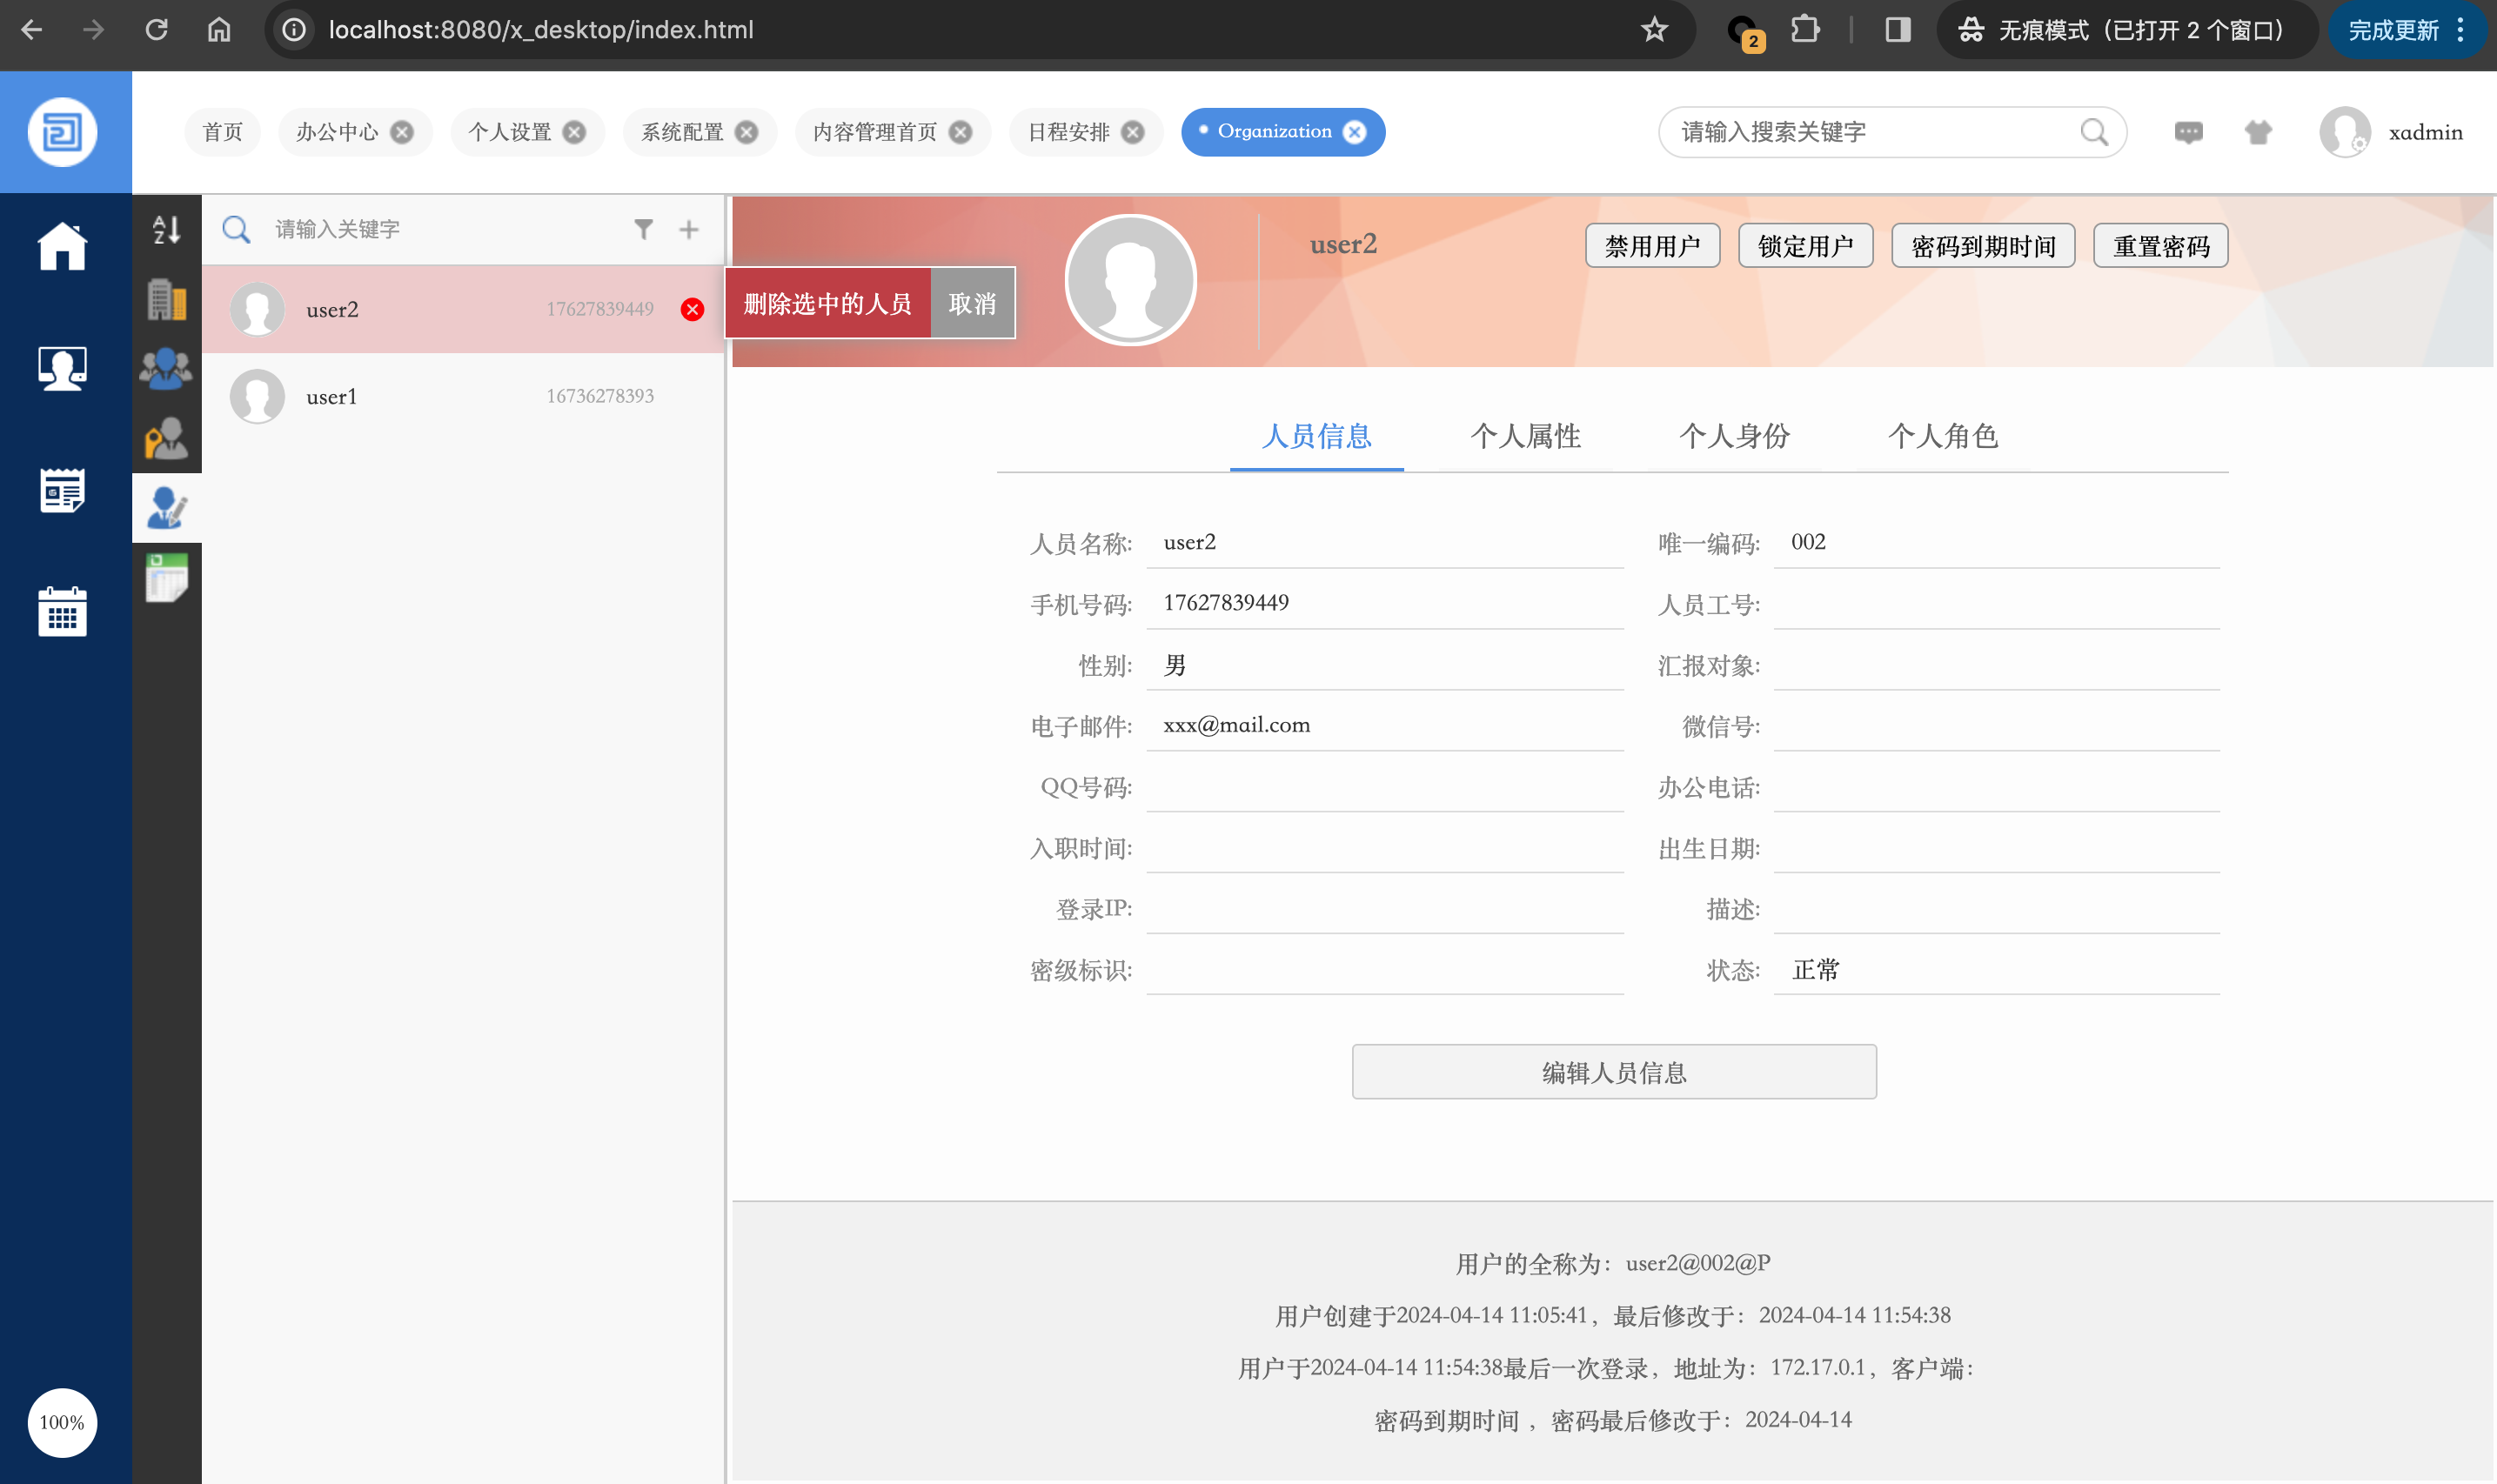 localhost:8080/x_desktop/index.html
2
无痕模式（已打开 2 个窗口）
完成更新
首页
办公中心
个人设置
系统配置
内容管理首页
日程安排
Organization
请输入搜索关键字
xadmin
请输入关键字
user2
17627839449
删除选中的人员
取消
user1
16736278393
user2
禁用用户
锁定用户
密码到期时间
重置密码
人员信息
个人属性
个人身份
个人角色
人员名称: user2
唯一编码: 002
手机号码: 17627839449
人员工号:
性别: 男
汇报对象:
电子邮件: xxx@mail.com
微信号:
QQ号码:
办公电话:
入职时间:
出生日期:
登录IP:
描述:
密级标识:
状态: 正常
编辑人员信息
用户的全称为：user2@002@P
用户创建于2024-04-14 11:05:41，最后修改于：2024-04-14 11:54:38
用户于2024-04-14 11:54:38最后一次登录，地址为：172.17.0.1，客户端：
密码到期时间 ，密码最后修改于：2024-04-14
100%